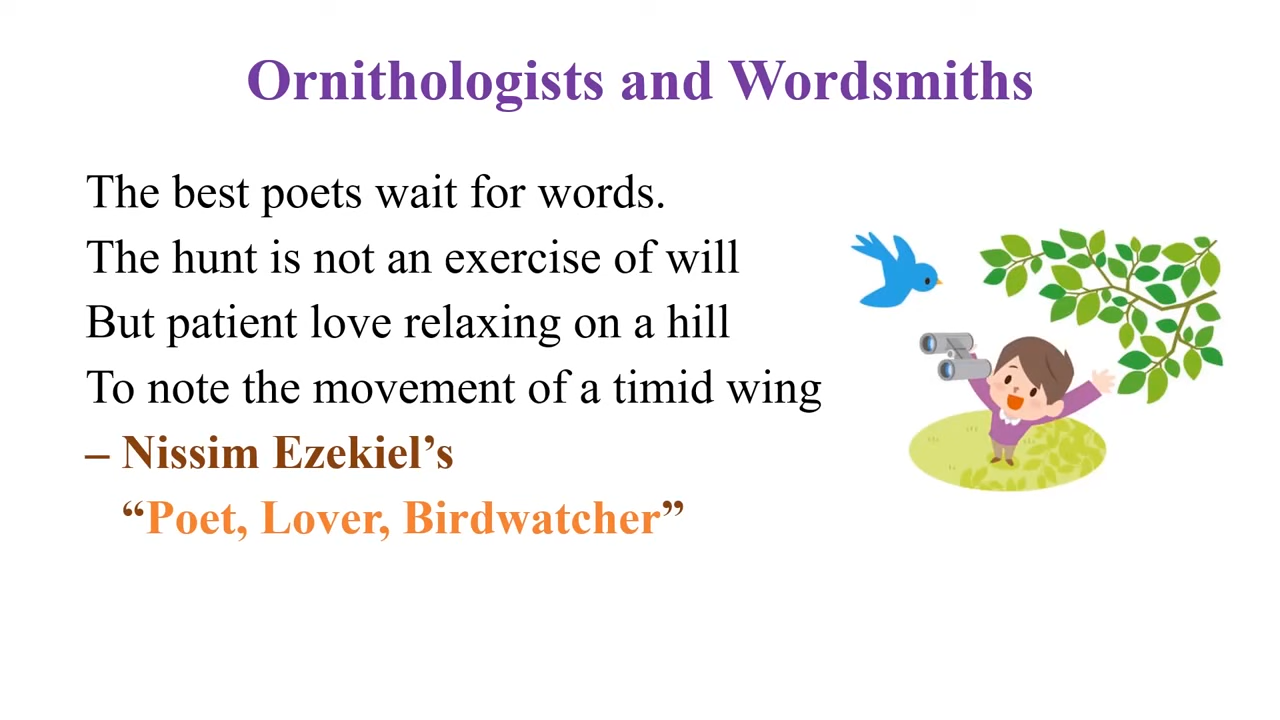 Ornithologists and Wordsmiths
The best poets wait for words.
The hunt is not an exercise of will
But patient love relaxing on a hill
To note the movement of a timid wing
– Nissim Ezekiel’s
“Poet, Lover, Birdwatcher”